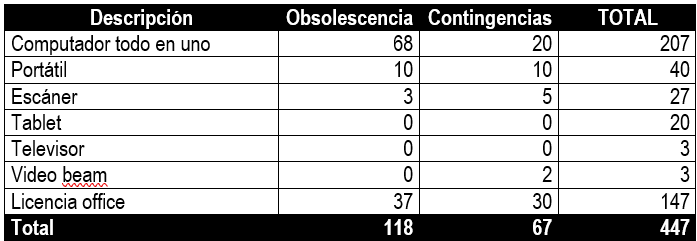 Descripción Obsolescencia Contingencias TOTAL
Computador todo en uno 68 20 207
Portátil 10 10 40
Escáner 3 5 27
Tablet 0 0 20
Televisor 0 0 3
Video beam 0 2 3
Licencia office 37 30 147
Total 118 67 447